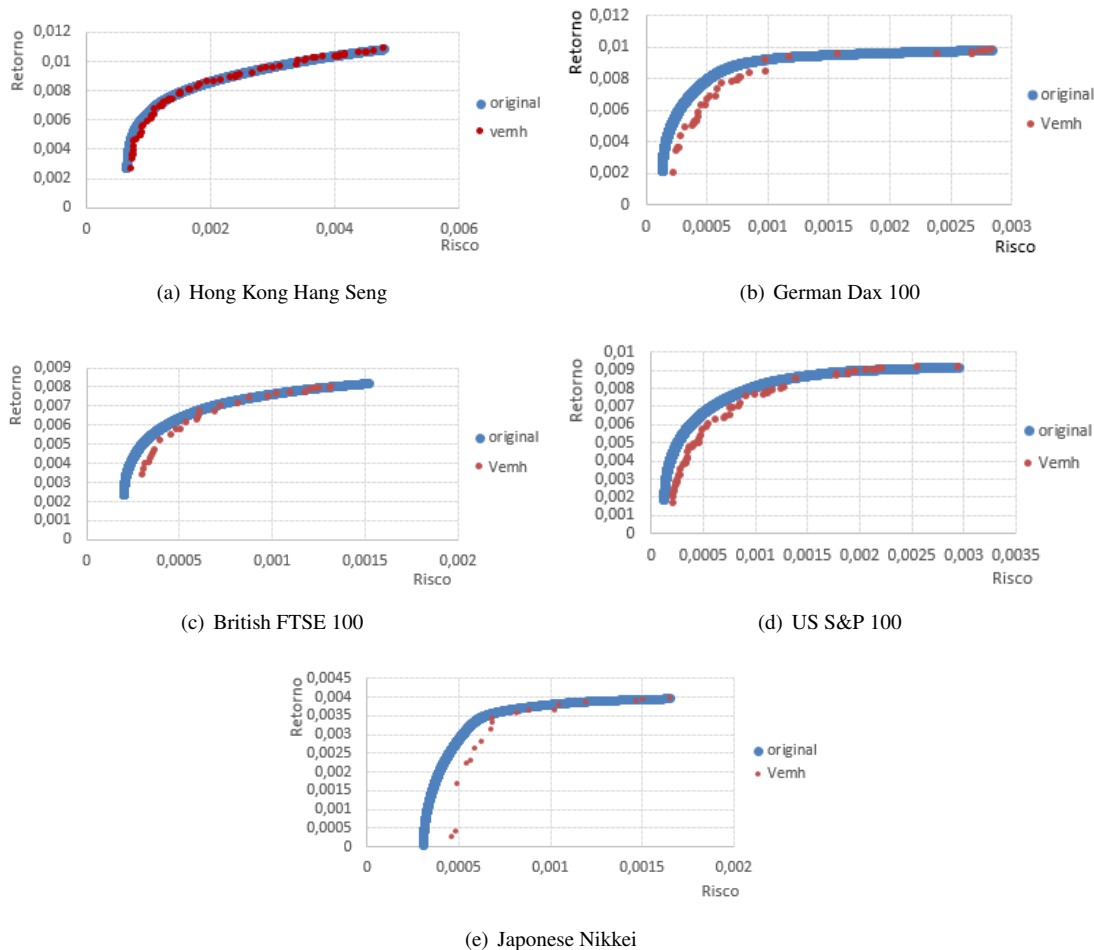 Retorno
0,012
0,01
0,008
0,006
0,004
0,002
0
0
0,002
0,004
0,006
Risco
original
vemh
(a) Hong Kong Hang Seng
Retorno
0,012
0,01
0,008
0,006
0,004
0,002
0
0
0,0005
0,001
0,0015
0,002
0,0025
0,003
Risco
original
Vemh
(b) German Dax 100
Retorno
0,009
0,008
0,007
0,006
0,005
0,004
0,003
0,002
0,001
0
0
0,0005
0,001
0,0015
0,002
Risco
original
Vemh
(c) British FTSE 100
Retorno
0,01
0,009
0,008
0,007
0,006
0,005
0,004
0,003
0,002
0,001
0
0
0,0005
0,001
0,0015
0,002
0,0025
0,003
0,0035
Risco
original
Vemh
(d) US S&P 100
Retorno
0,0045
0,004
0,0035
0,003
0,0025
0,002
0,0015
0,001
0,0005
0
0
0,0005
0,001
0,0015
0,002
Risco
original
Vemh
(e) Japonese Nikkei